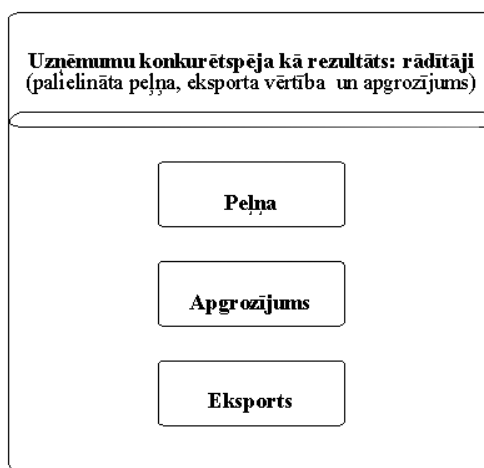 Uzņēmumu konkurētspēja kā rezultāts: rādītāji
(palielināta peļņa, eksporta vērtība un apgrozījums)
Peļņa
Apgrozījums
Eksports